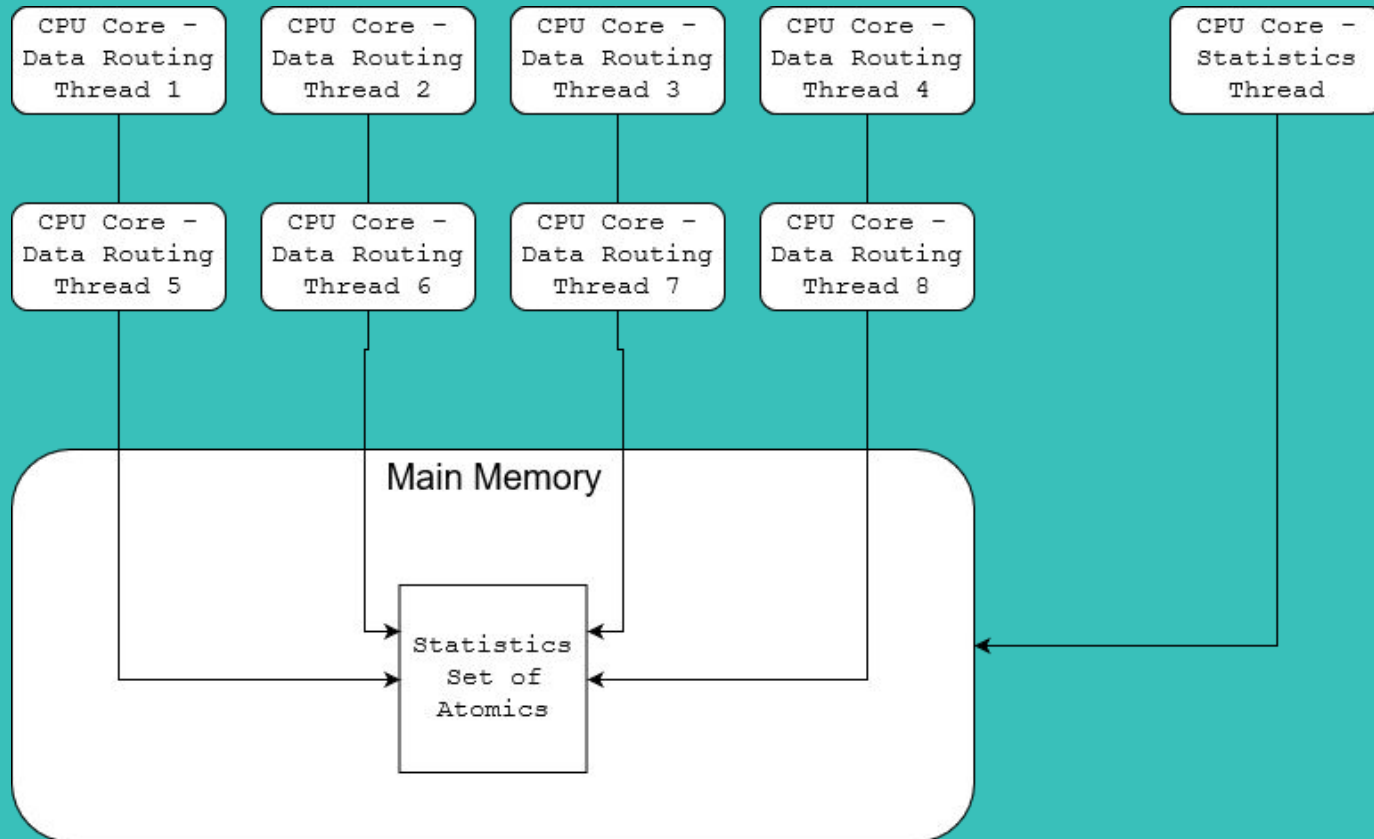 CPU Core –
Data Routing
Thread 1
CPU Core –
Data Routing
Thread 2
CPU Core –
Data Routing
Thread 3
CPU Core –
Data Routing
Thread 4
CPU Core –
Statistics
Thread
CPU Core –
Data Routing
Thread 5
CPU Core –
Data Routing
Thread 6
CPU Core –
Data Routing
Thread 7
CPU Core –
Data Routing
Thread 8
Main Memory
Statistics
Set of
Atomics